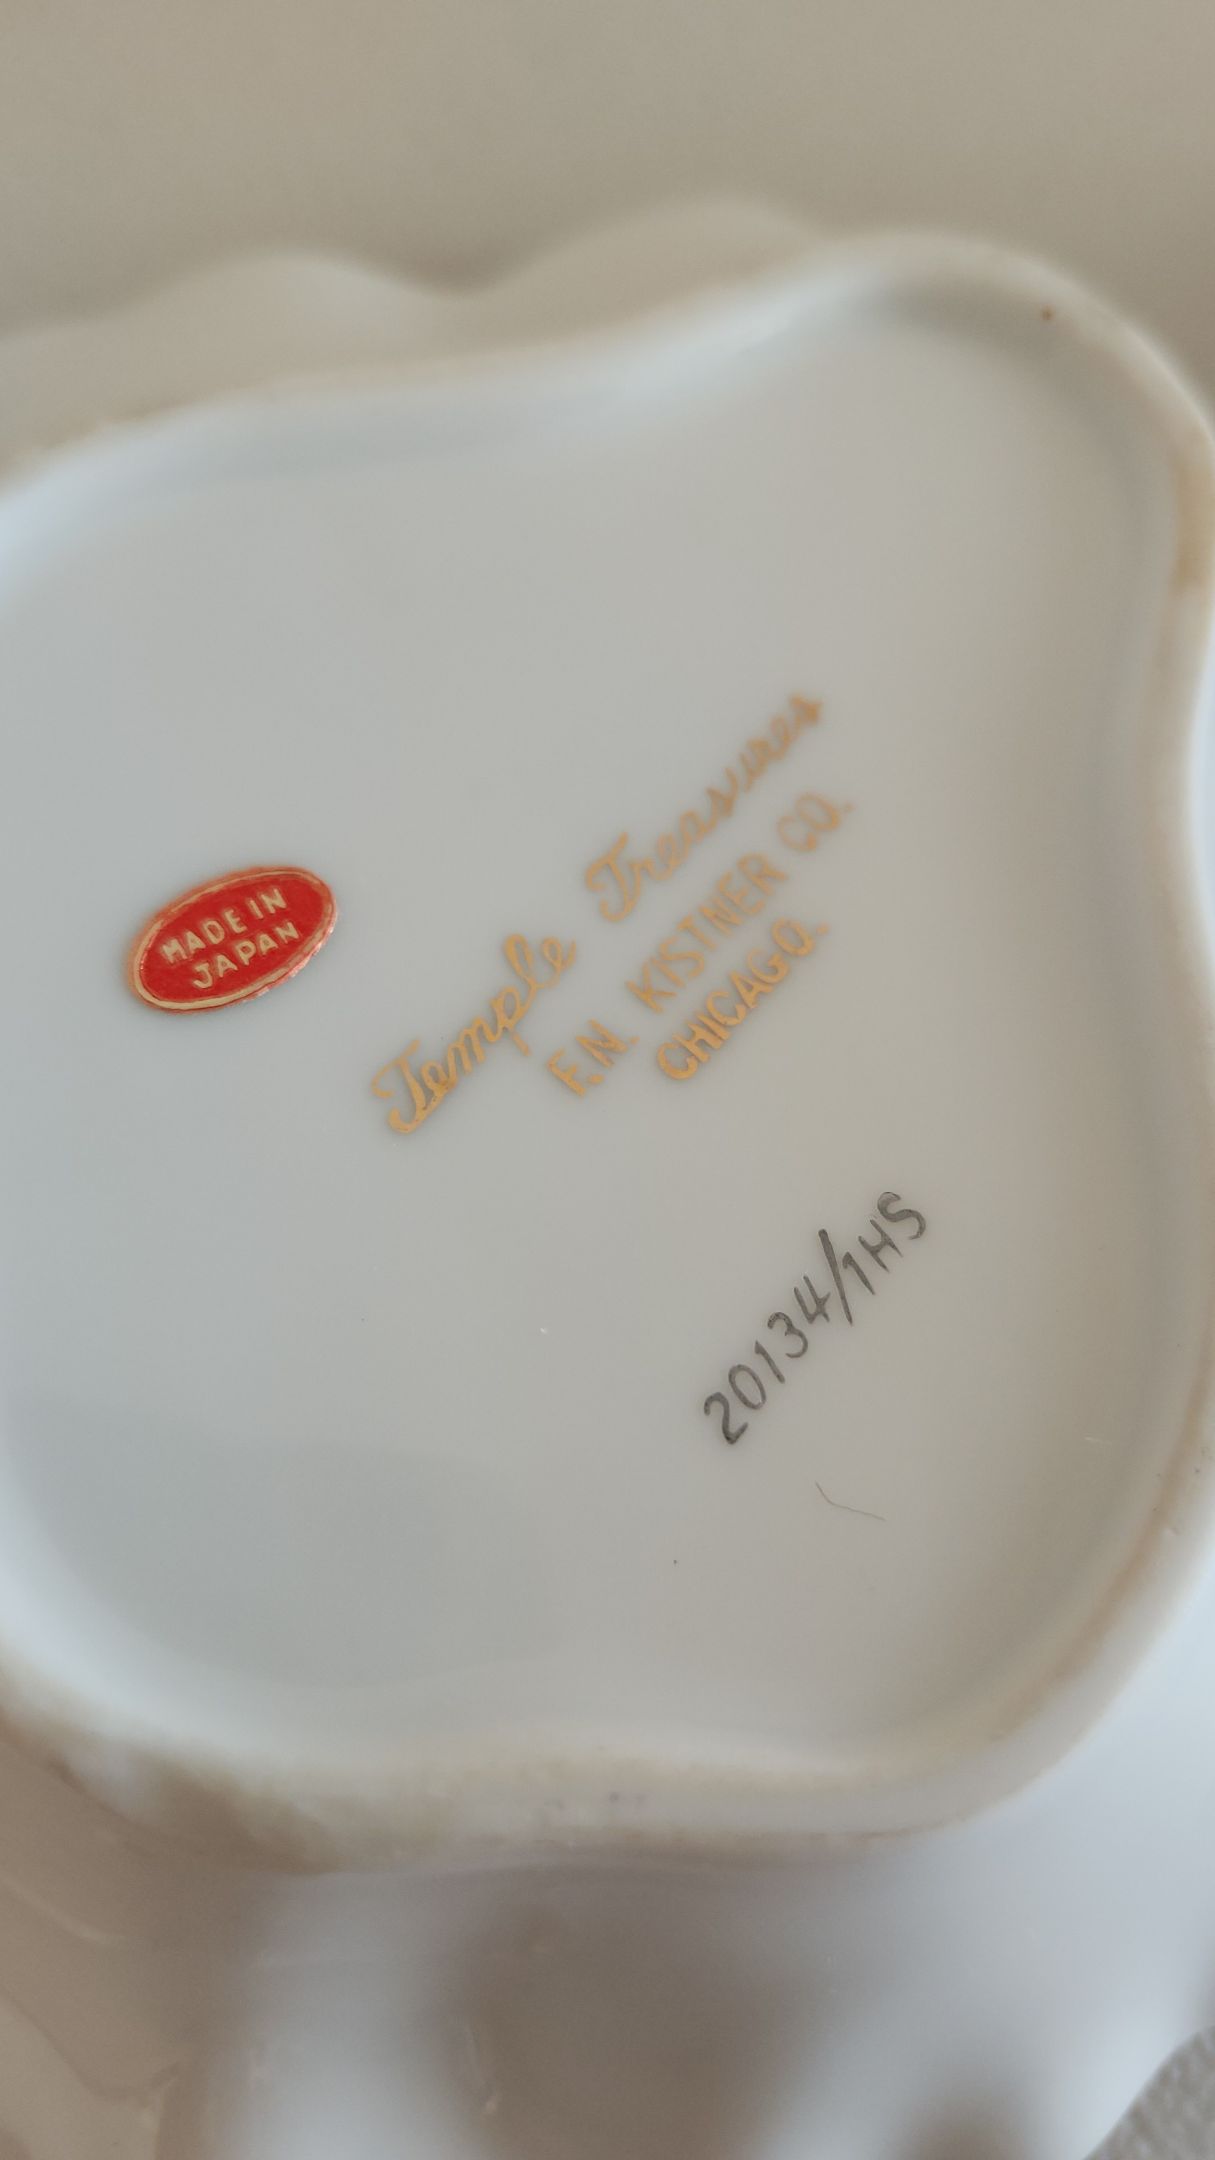 MADE IN
JAPAN
Temple Treasures
F.N. KISTNER CO.
CHICAGO.
20134/1HS